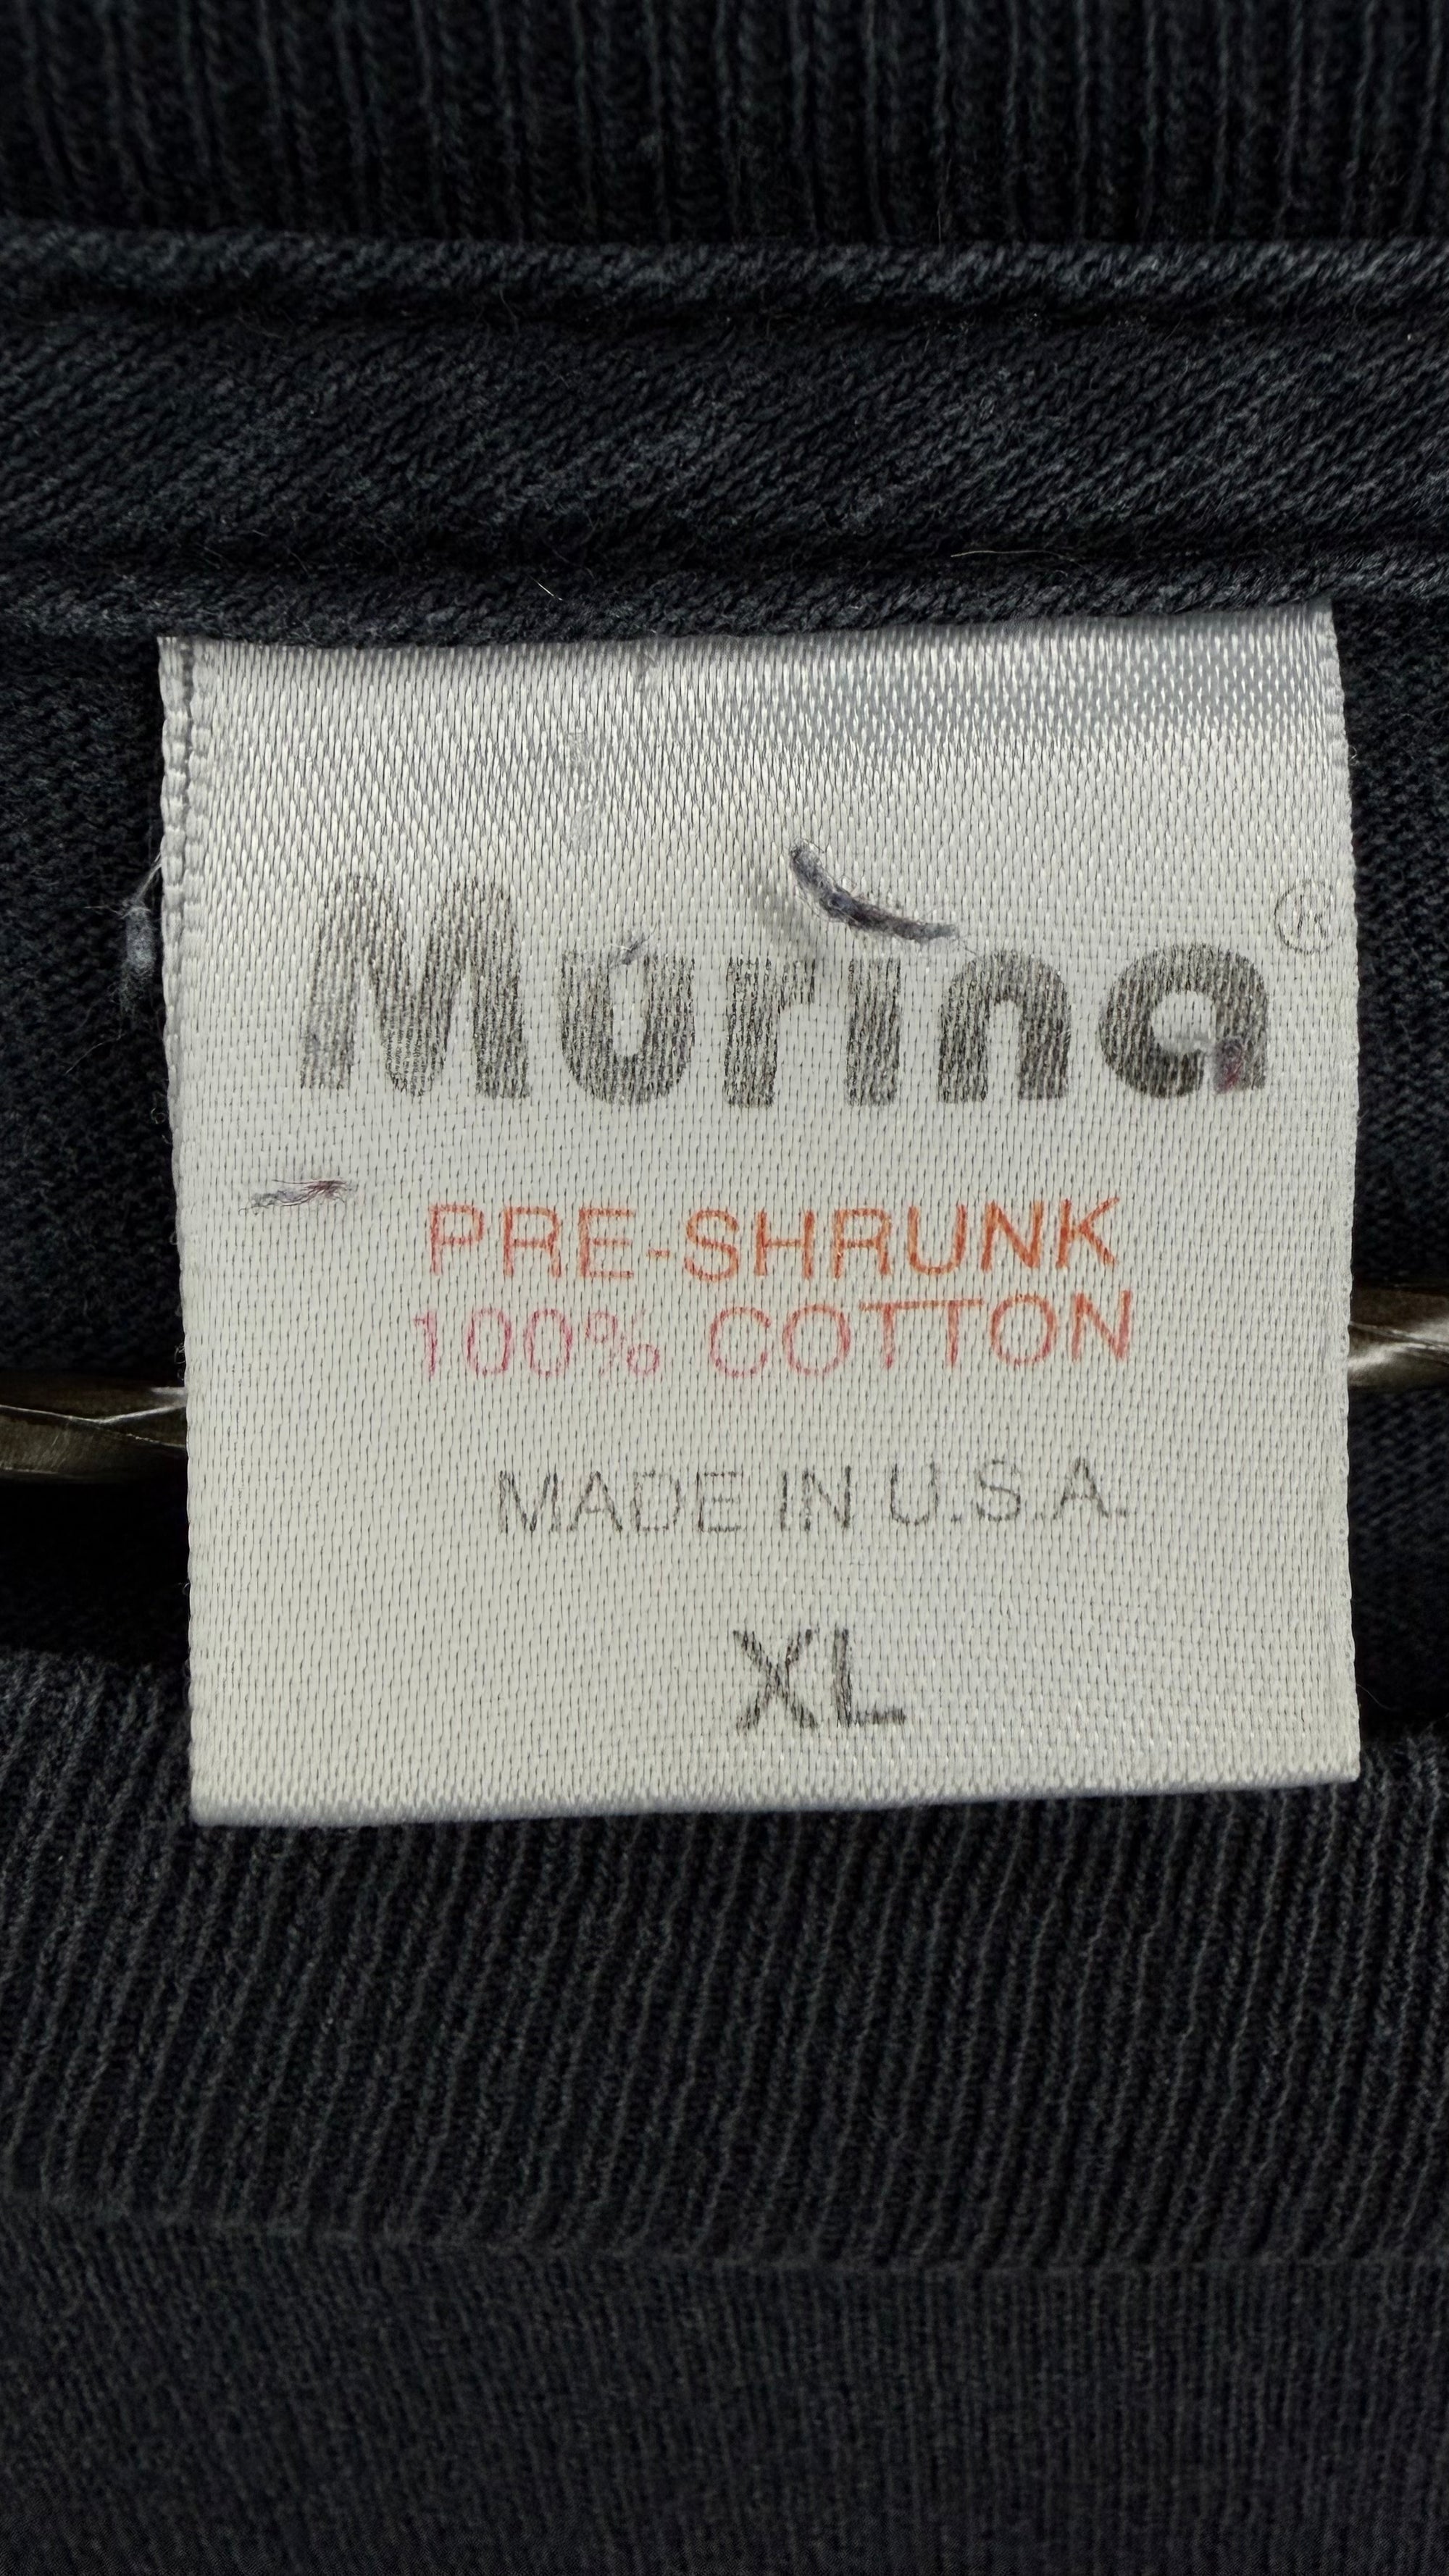 Murina®
PRE-SHRUNK
100% COTTON
MADE IN U.S.A.
XL